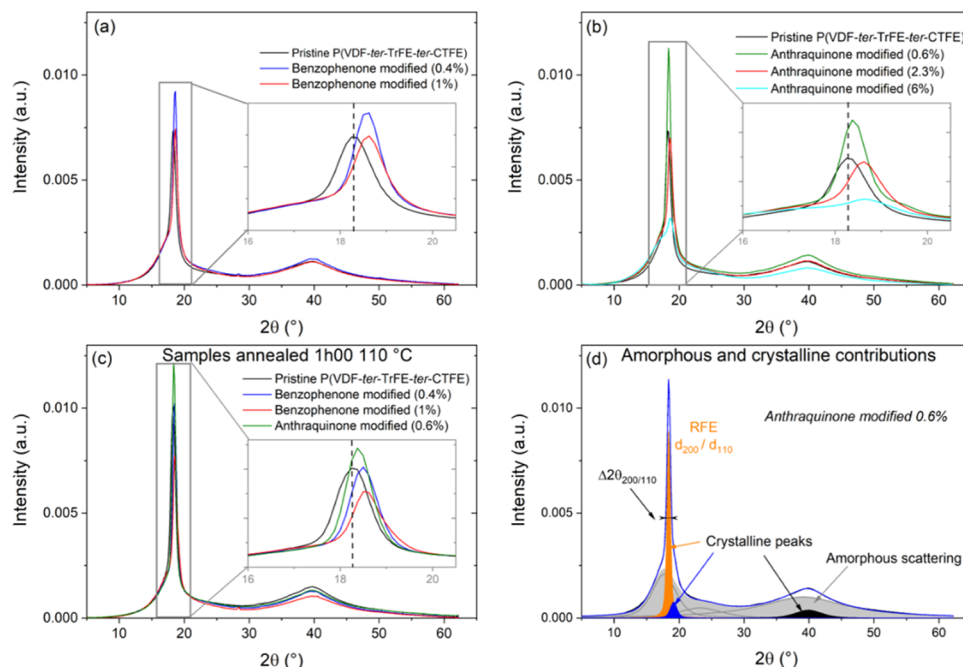 (a)
Pristine P(VDF-ter-TrFE-ter-CTFE)
Benzophenone modified (0.4%)
Benzophenone modified (1%)
0.010
0.005
0.000
Intensity (a.u.)
16
18
20
10
20
30
40
50
60
2θ (°)
(b)
Pristine P(VDF-ter-TrFE-ter-CTFE)
Anthraquinone modified (0.6%)
Anthraquinone modified (2.3%)
Anthraquinone modified (6%)
0.010
0.005
0.000
Intensity (a.u.)
16
18
20
10
20
30
40
50
60
2θ (°)
(c)
Samples annealed 1h00 110 °C
Pristine P(VDF-ter-TrFE-ter-CTFE)
Benzophenone modified (0.4%)
Benzophenone modified (1%)
Anthraquinone modified (0.6%)
0.010
0.005
0.000
Intensity (a.u.)
16
18
20
10
20
30
40
50
60
2θ (°)
(d)
Amorphous and crystalline contributions
Anthraquinone modified 0.6%
RFE
d200 / d110
Δ2θ200/110
Crystalline peaks
Amorphous scattering
0.010
0.005
0.000
Intensity (a.u.)
10
20
30
40
50
60
2θ (°)